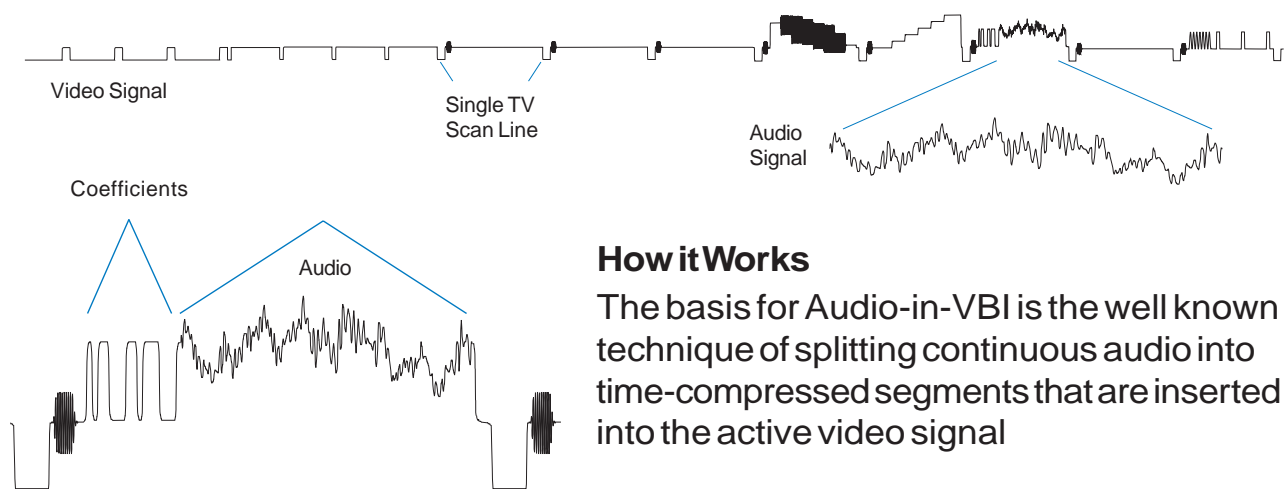 Video Signal
Single TV
Scan Line
Audio
Signal
Coefficients
Audio
How it Works
The basis for Audio-in-VBI is the well known
technique of splitting continuous audio into
time-compressed segments that are inserted
into the active video signal